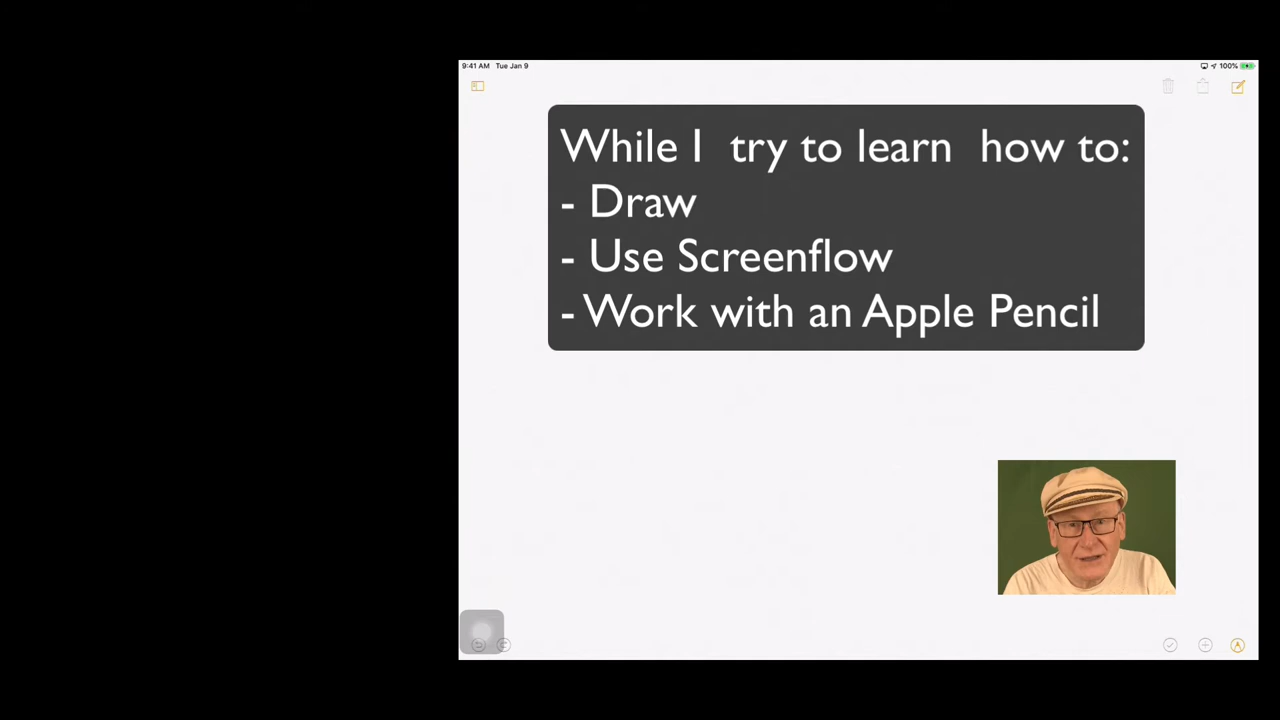 9:41 AM Tue Jan 9 100%
While I try to learn how to:
- Draw
- Use Screenflow
- Work with an Apple Pencil